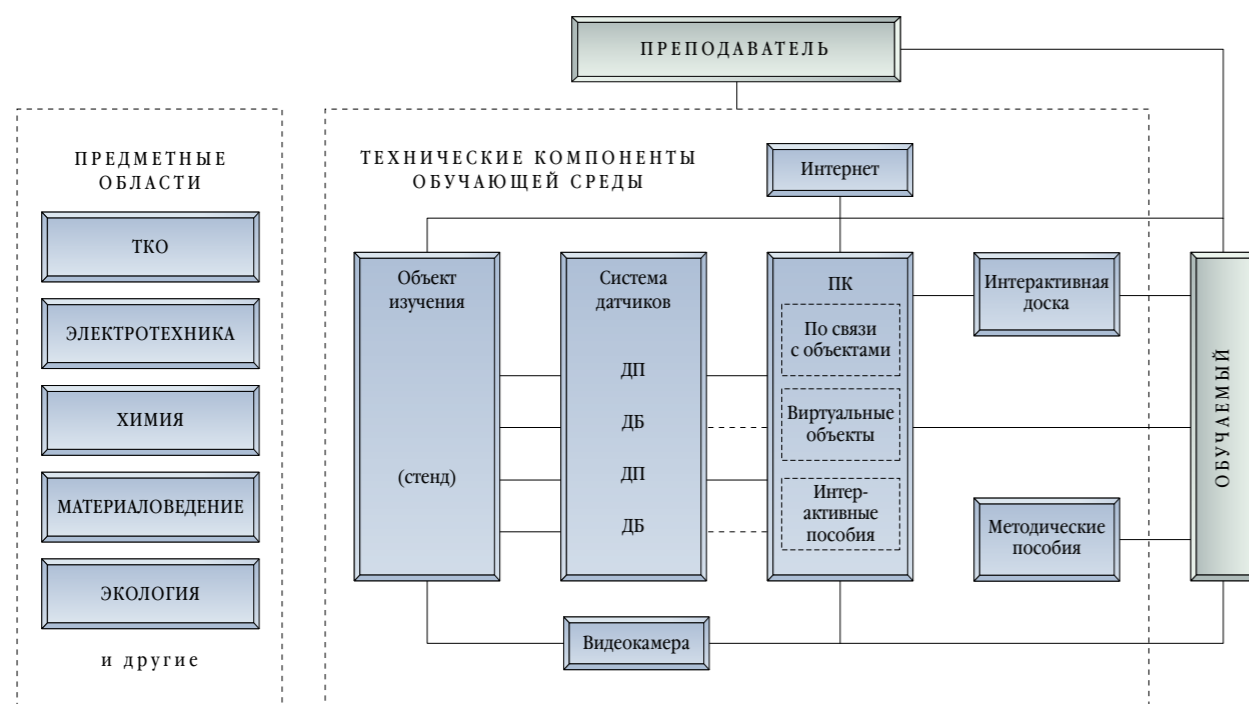 ПРЕПОДАВАТЕЛЬ
ПРЕДМЕТНЫЕ
ОБЛАСТИ
ТКО
ЭЛЕКТРОТЕХНИКА
ХИМИЯ
МАТЕРИАЛОВЕДЕНИЕ
ЭКОЛОГИЯ
и другие
ТЕХНИЧЕСКИЕ КОМПОНЕНТЫ
ОБУЧАЮЩЕЙ СРЕДЫ
Интернет
Объект
изучения
(стенд)
Система
датчиков
ДП
ДБ
ДП
ДБ
ПК
По связи
с объектами
Виртуальные
объекты
Интер-
активные
пособия
Интерактивная
доска
Методические
пособия
Видеокамера
ОБУЧАЕМЫЙ